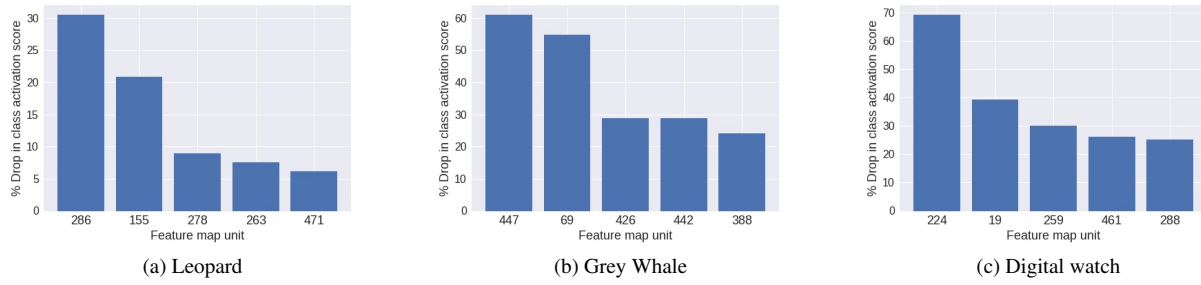 % Drop in class activation score
30
25
20
15
10
5
0
286 155 278 263 471
Feature map unit
(a) Leopard
% Drop in class activation score
60
50
40
30
20
10
0
447 69 426 442 388
Feature map unit
(b) Grey Whale
% Drop in class activation score
70
60
50
40
30
20
10
0
224 19 259 461 288
Feature map unit
(c) Digital watch